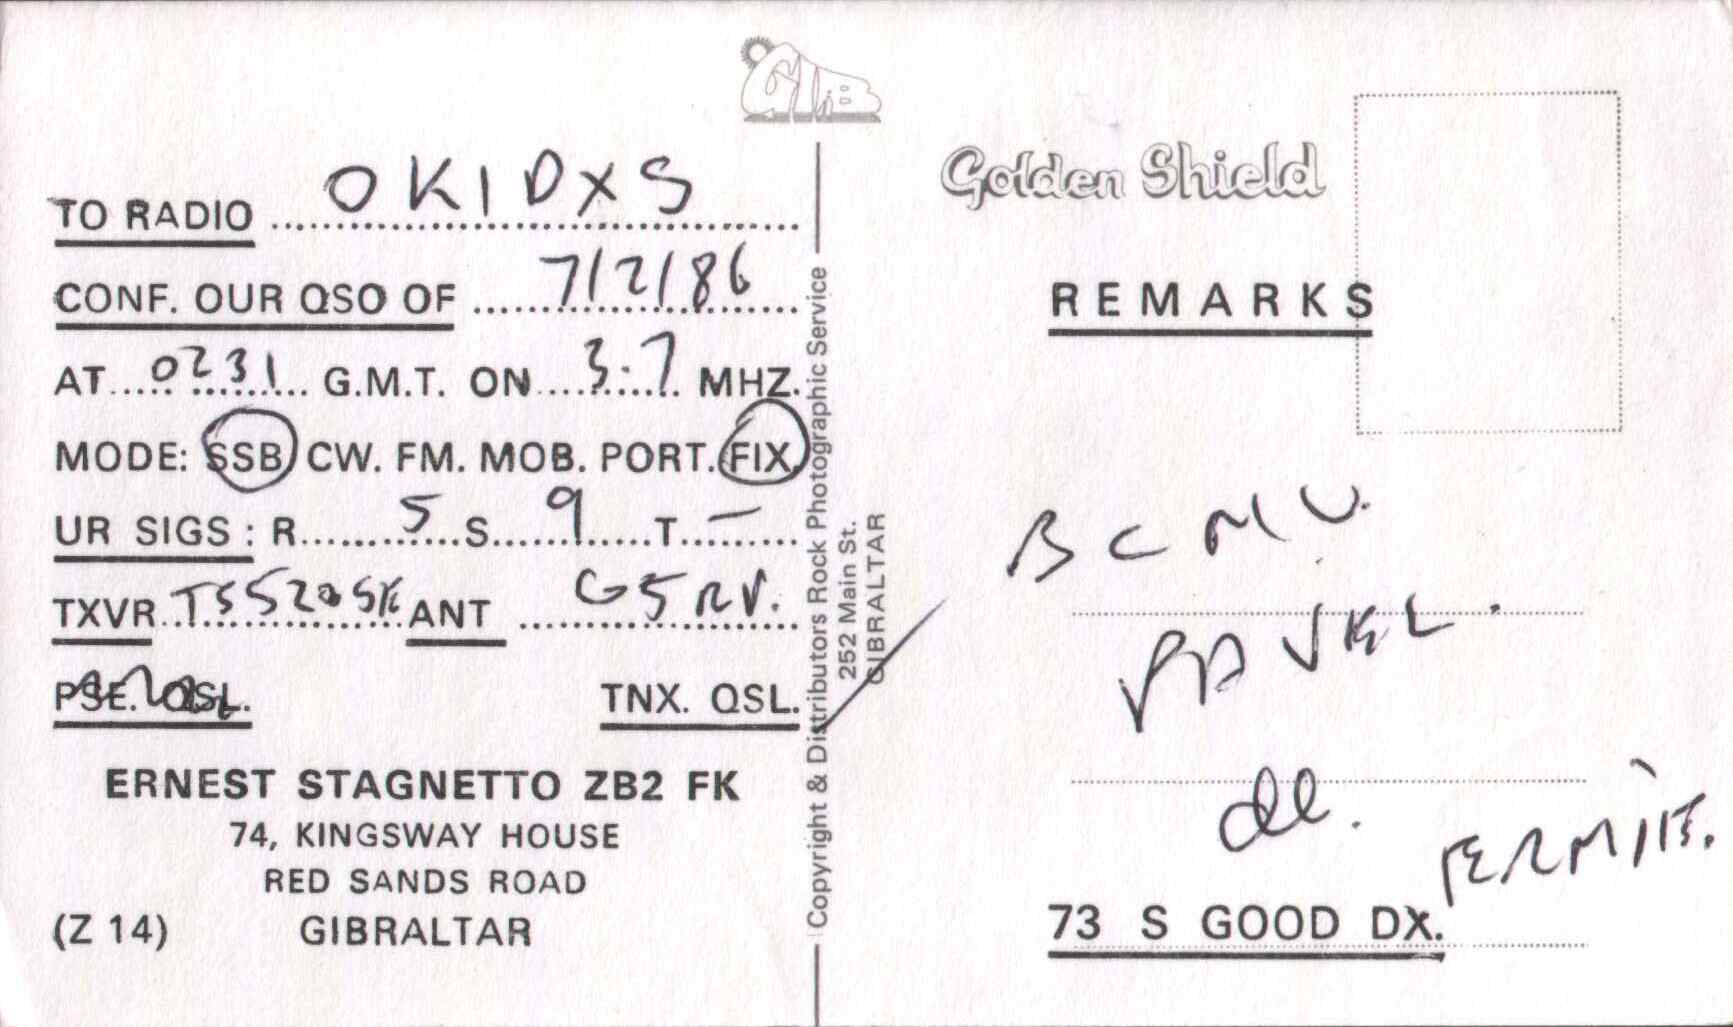 GIB
TO RADIO OK1DXS
CONF. OUR QSO OF 7/2/86
AT 0231 G.M.T. ON 3.7 MHZ.
MODE: SSB CW. FM. MOB. PORT. FIX
UR SIGS : R 5 S 9 T —
TXVR TS520SE ANT G5RV.
PSE. QSL. TNX. QSL.
ERNEST STAGNETTO ZB2 FK
74, KINGSWAY HOUSE
RED SANDS ROAD
(Z 14) GIBRALTAR
Copyright & Distributors Rock Photographic Service
252 Main St.
GIBRALTAR
Golden Shield
REMARKS
BCNU.
PAVEL.
de.
73 S GOOD DX.